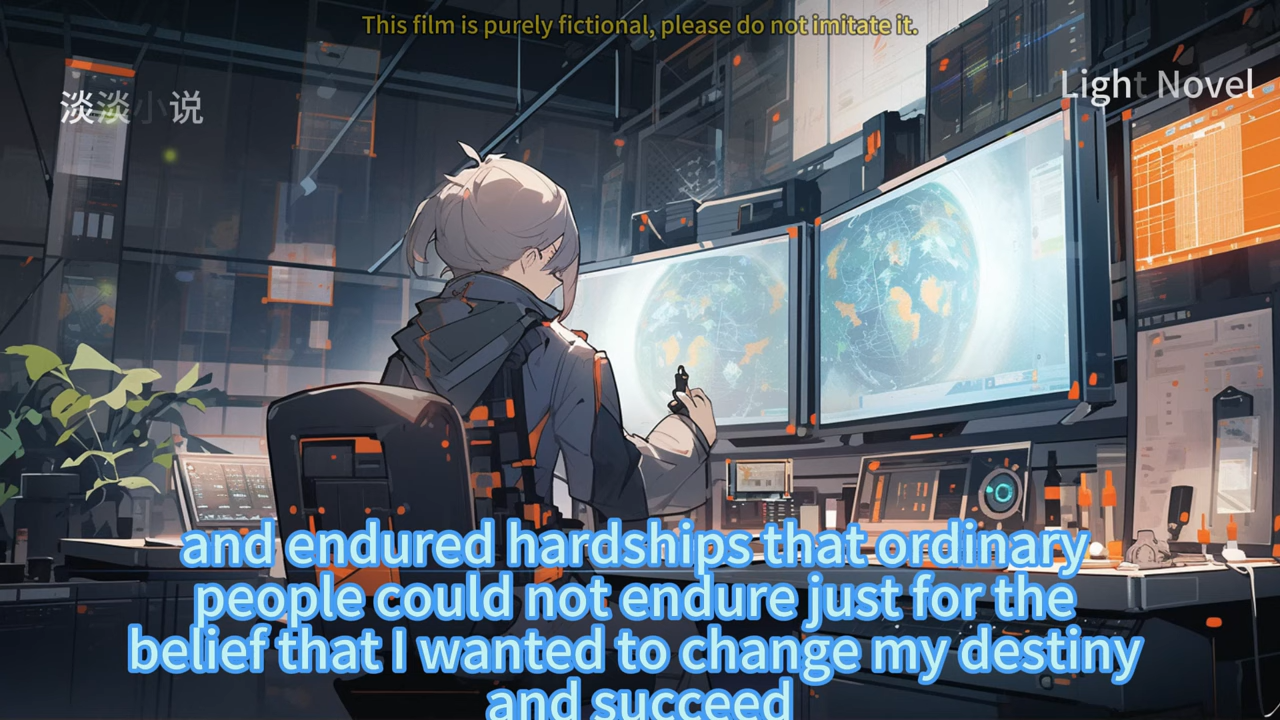 This film is purely fictional, please do not imitate it.
淡淡小说
Light Novel
and endured hardships that ordinary
people could not endure just for the
belief that I wanted to change my destiny
and succeed